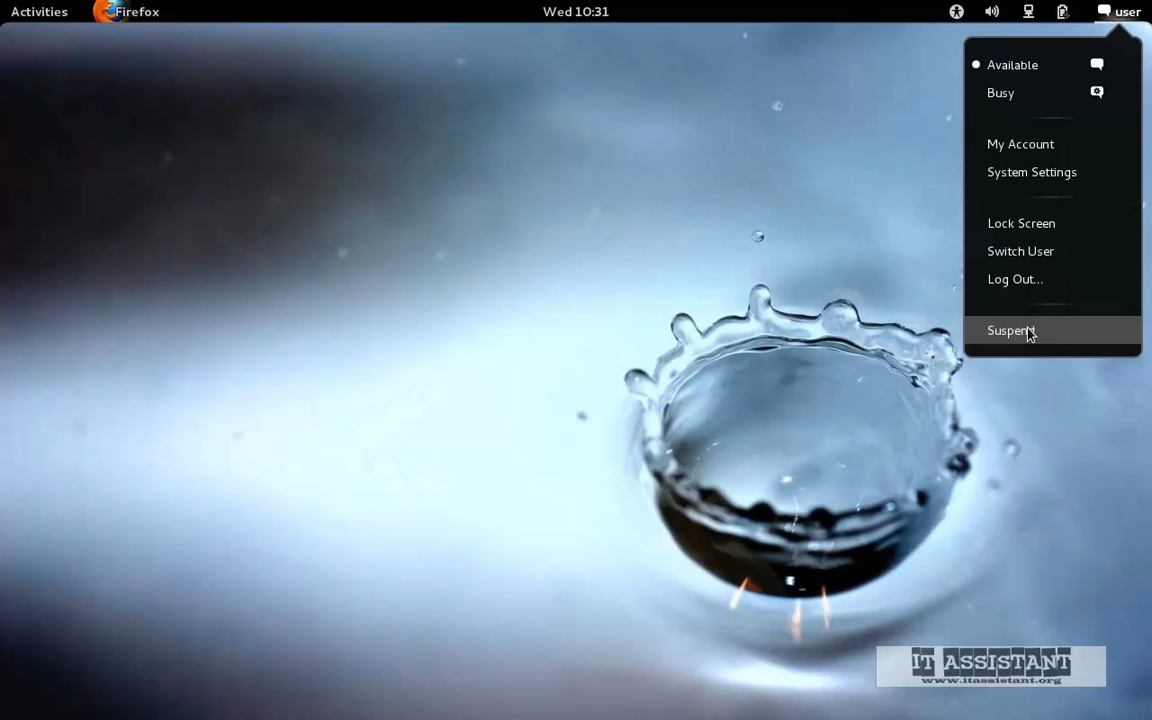 Activities Firefox Wed 10:31 user
Available
Busy
My Account
System Settings
Lock Screen
Switch User
Log Out...
Suspend
IT ASSISTANT
www.itassistant.org